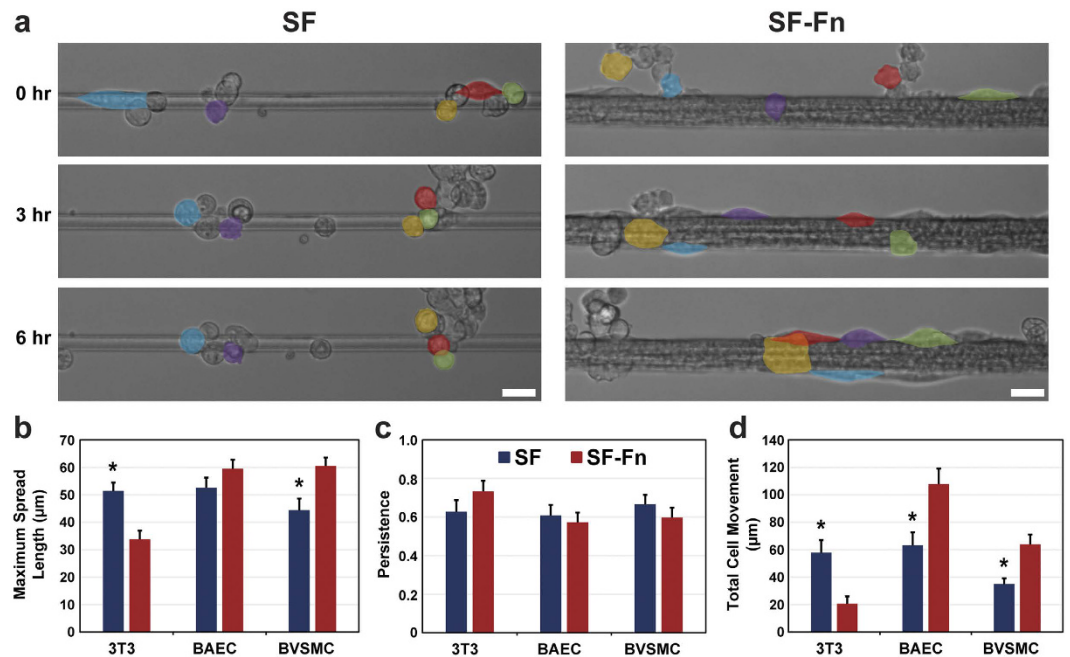 a
SF
SF-Fn
0 hr
3 hr
6 hr
b
70
60
50
40
30
20
10
0
Maximum Spread
Length (µm)
*
*
3T3
BAEC
BVSMC
c
1.0
0.8
0.6
0.4
0.2
0
Persistence
SF
SF-Fn
3T3
BAEC
BVSMC
d
140
120
100
80
60
40
20
0
Total Cell Movement
(µm)
*
*
*
3T3
BAEC
BVSMC